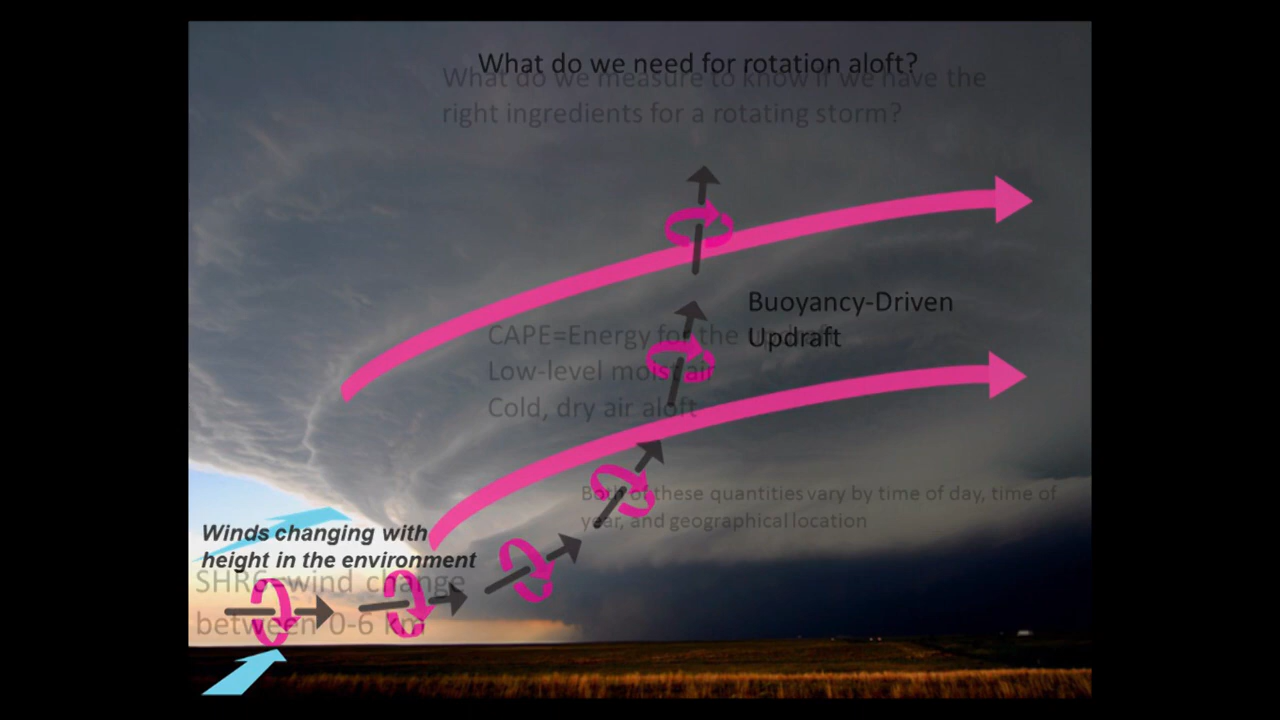 What do we need for rotation aloft?
What do we measure to know if we have the
right ingredients for a rotating storm?
Buoyancy-Driven
Updraft
CAPE=Energy for the updraft
Low-level moist air
Cold, dry air aloft
Both of these quantities vary by time of day, time of
year, and geographical location
Winds changing with
height in the environment
SHR6=wind change
between 0-6 km